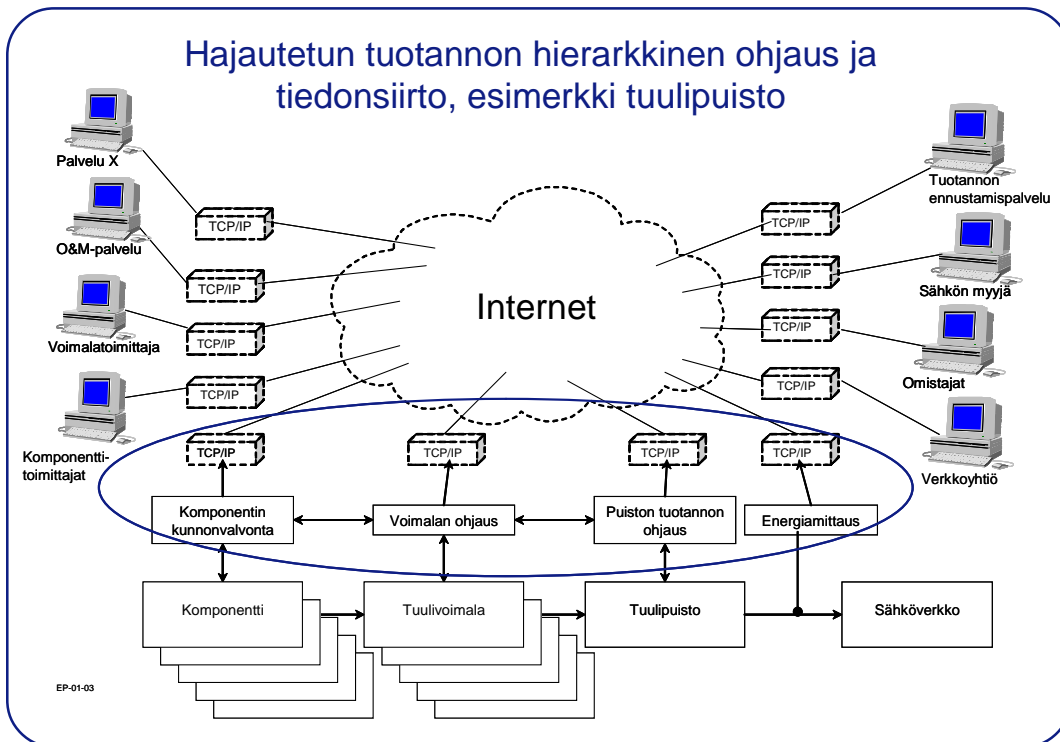 Hajautetun tuotannon hierarkkinen ohjaus ja
tiedonsiirto, esimerkki tuulipuisto
Palvelu X
O&M-palvelu
Voimalatoimittaja
Komponentti-
toimittajat
TCP/IP
TCP/IP
TCP/IP
TCP/IP
Internet
TCP/IP
TCP/IP
TCP/IP
TCP/IP
Tuotannon
ennustamispalvelu
Sähkön myyjä
Omistajat
Verkkoyhtiö
TCP/IP
TCP/IP
TCP/IP
TCP/IP
Komponentin
kunnonvalvonta
Voimalan ohjaus
Puiston tuotannon
ohjaus
Energiamittaus
Komponentti
Tuulivoimala
Tuulipuisto
Sähköverkko
EP-01-03